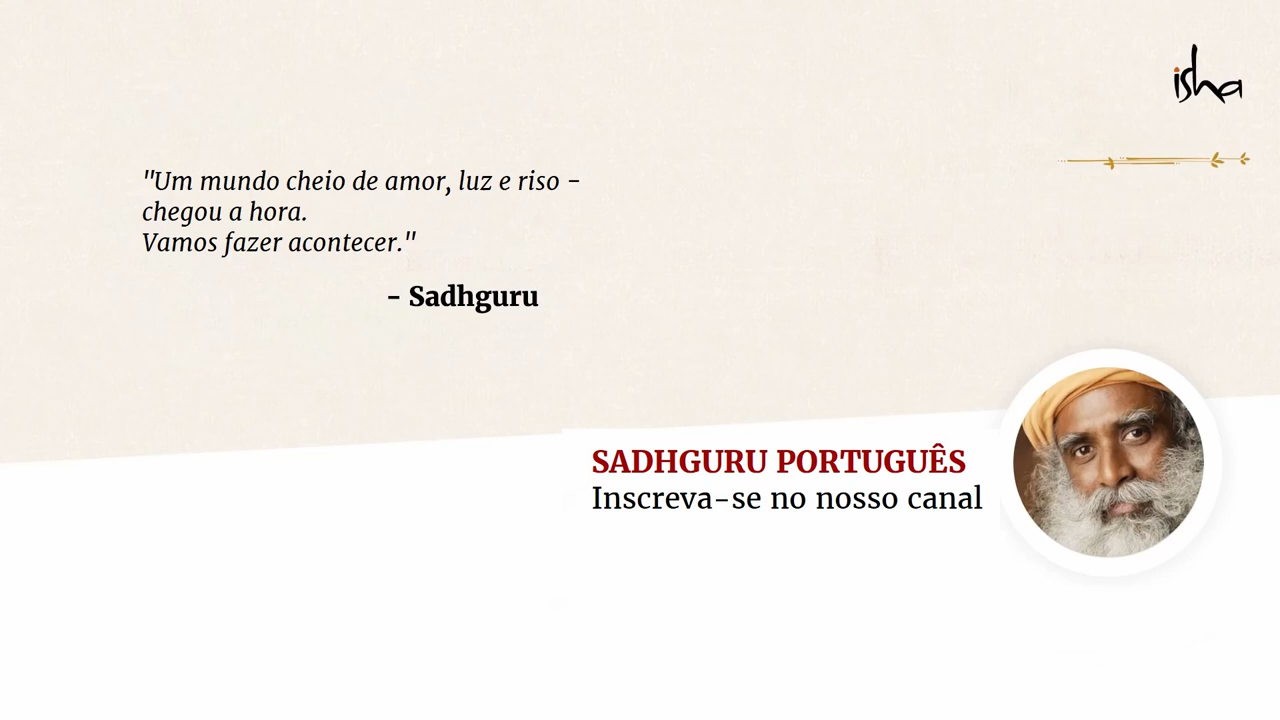 isha
"Um mundo cheio de amor, luz e riso –
chegou a hora.
Vamos fazer acontecer."
– Sadhguru
SADHGURU PORTUGUÊS
Inscreva-se no nosso canal